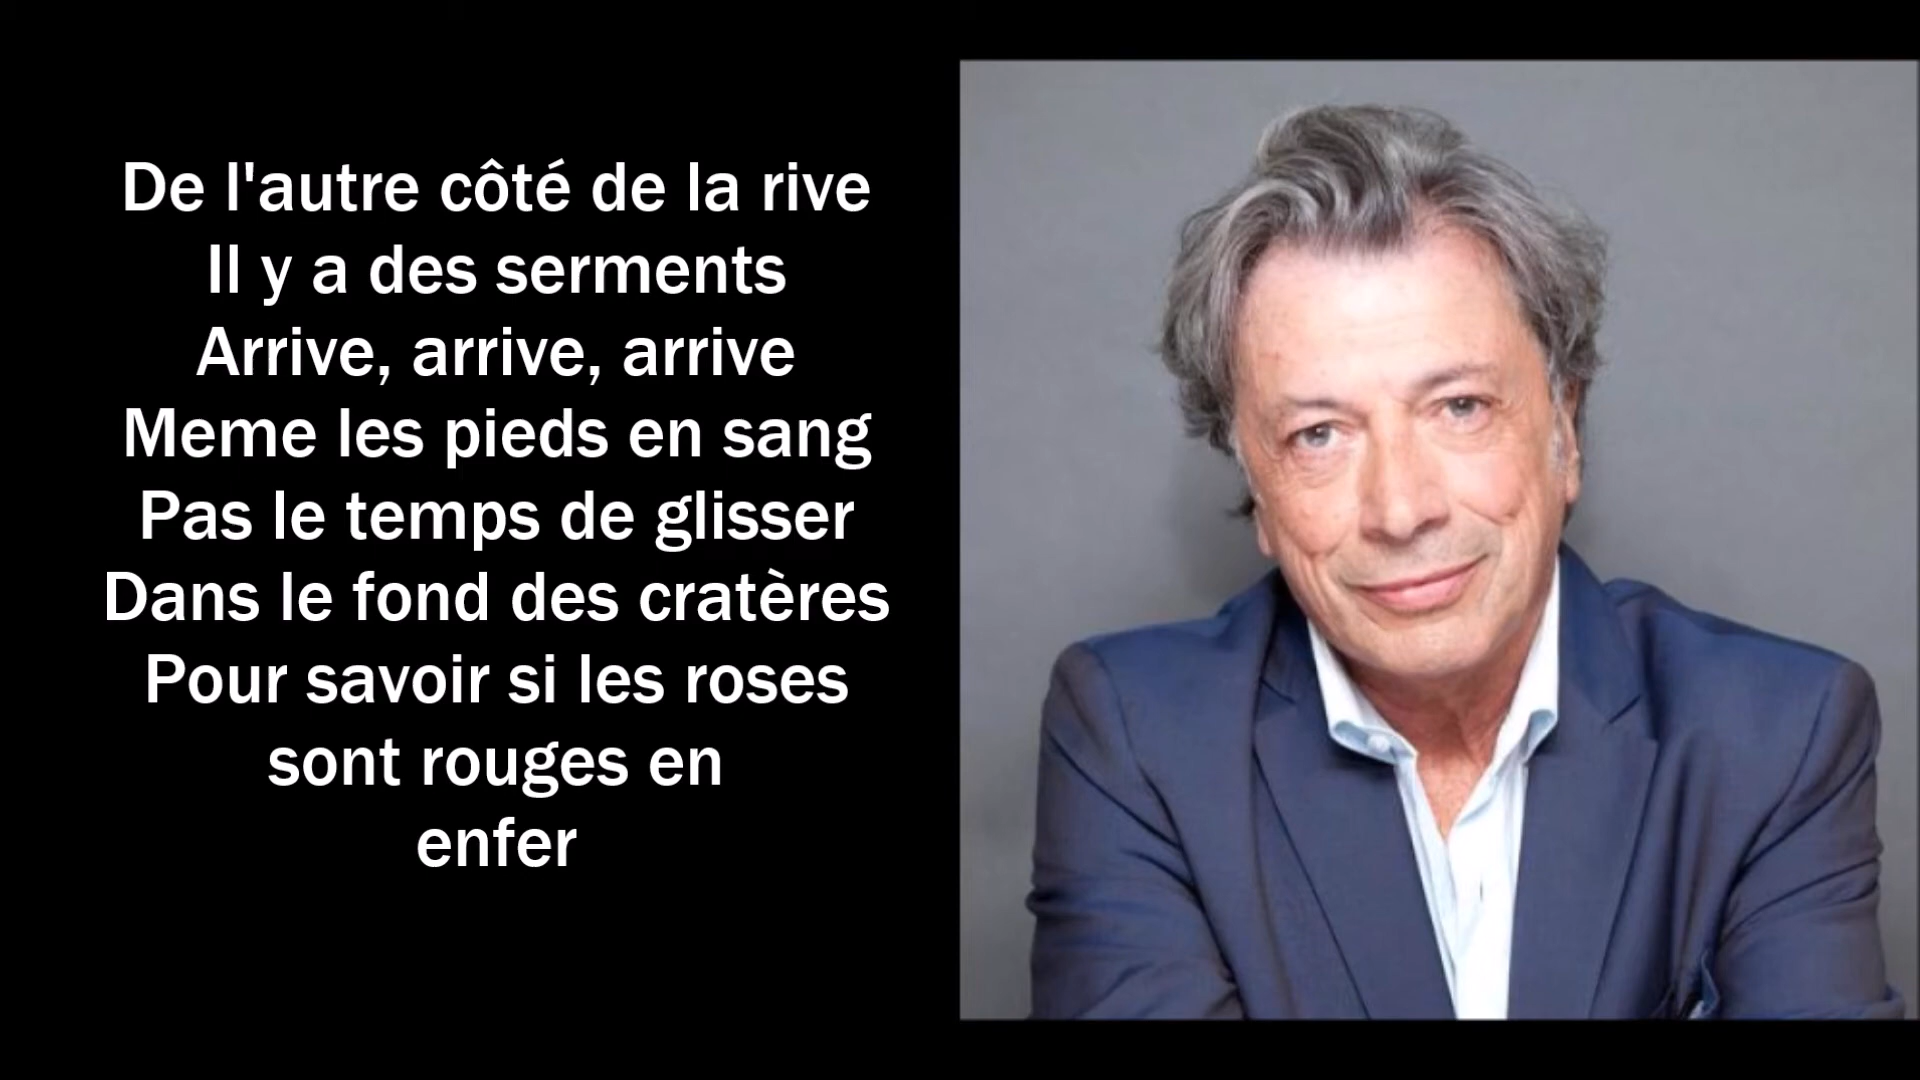 De l'autre côté de la rive
Il y a des serments
Arrive, arrive, arrive
Meme les pieds en sang
Pas le temps de glisser
Dans le fond des cratères
Pour savoir si les roses
sont rouges en
enfer